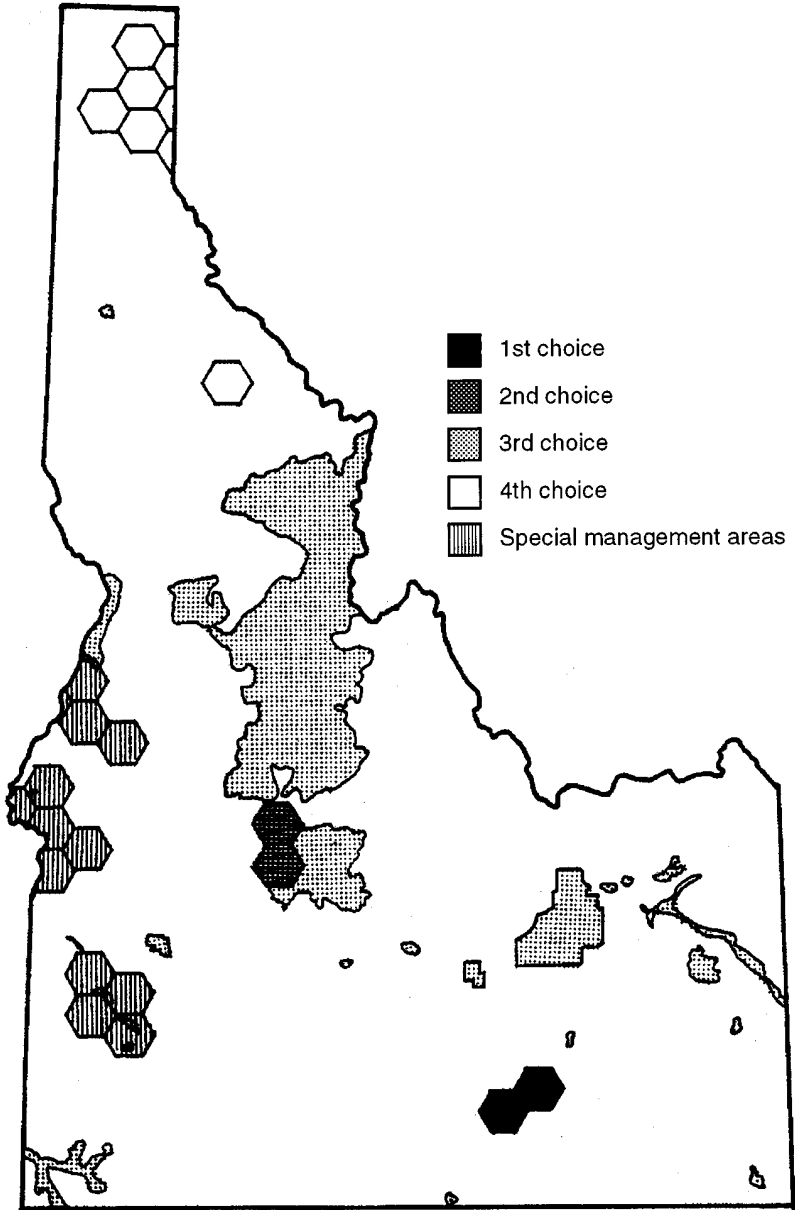 1st choice
2nd choice
3rd choice
4th choice
Special management areas